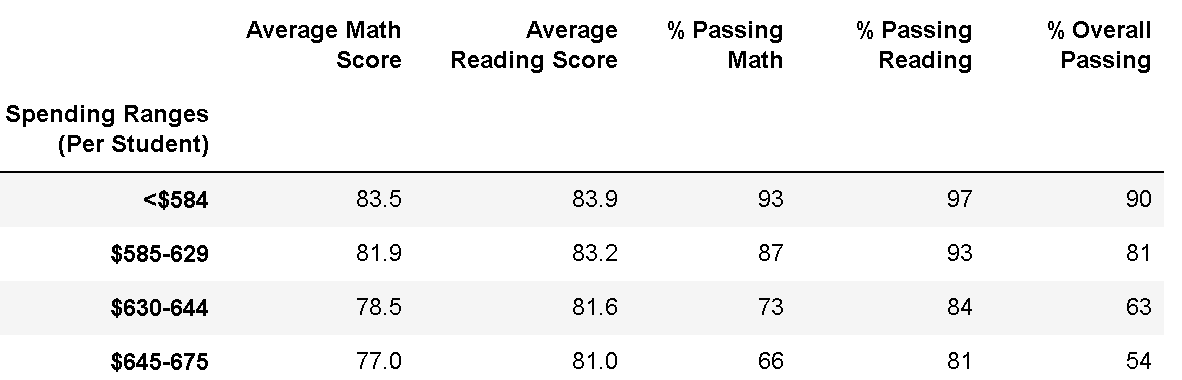 Average Math Score Average Reading Score % Passing Math % Passing Reading % Overall Passing
Spending Ranges (Per Student)
<$584 83.5 83.9 93 97 90
$585-629 81.9 83.2 87 93 81
$630-644 78.5 81.6 73 84 63
$645-675 77.0 81.0 66 81 54